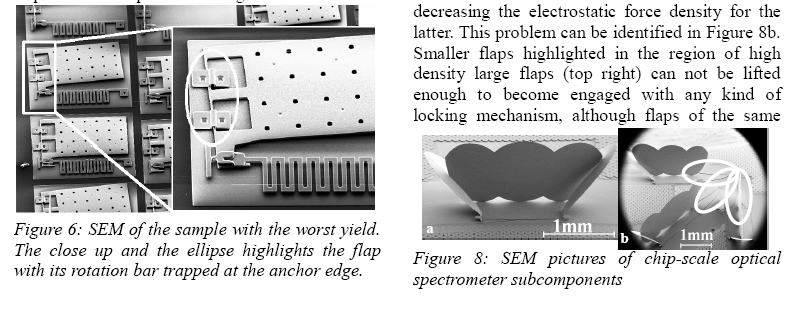 Figure 6: SEM of the sample with the worst yield.
The close up and the ellipse highlights the flap
with its rotation bar trapped at the anchor edge.
decreasing the electrostatic force density for the
latter. This problem can be identified in Figure 8b.
Smaller flaps highlighted in the region of high
density large flaps (top right) can not be lifted
enough to become engaged with any kind of
locking mechanism, although flaps of the same
a
1mm
b
1mm
Figure 8: SEM pictures of chip-scale optical
spectrometer subcomponents